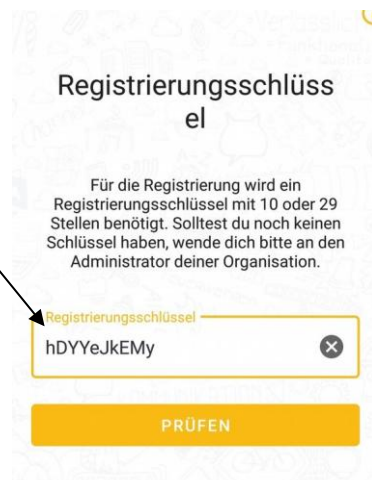 Registrierungsschlüss
el
Für die Registrierung wird ein
Registrierungsschlüssel mit 10 oder 29
Stellen benötigt. Solltest du noch keinen
Schlüssel haben, wende dich bitte an den
Administrator deiner Organisation.
Registrierungsschlüssel
hDYYeJkEMy
PRÜFEN